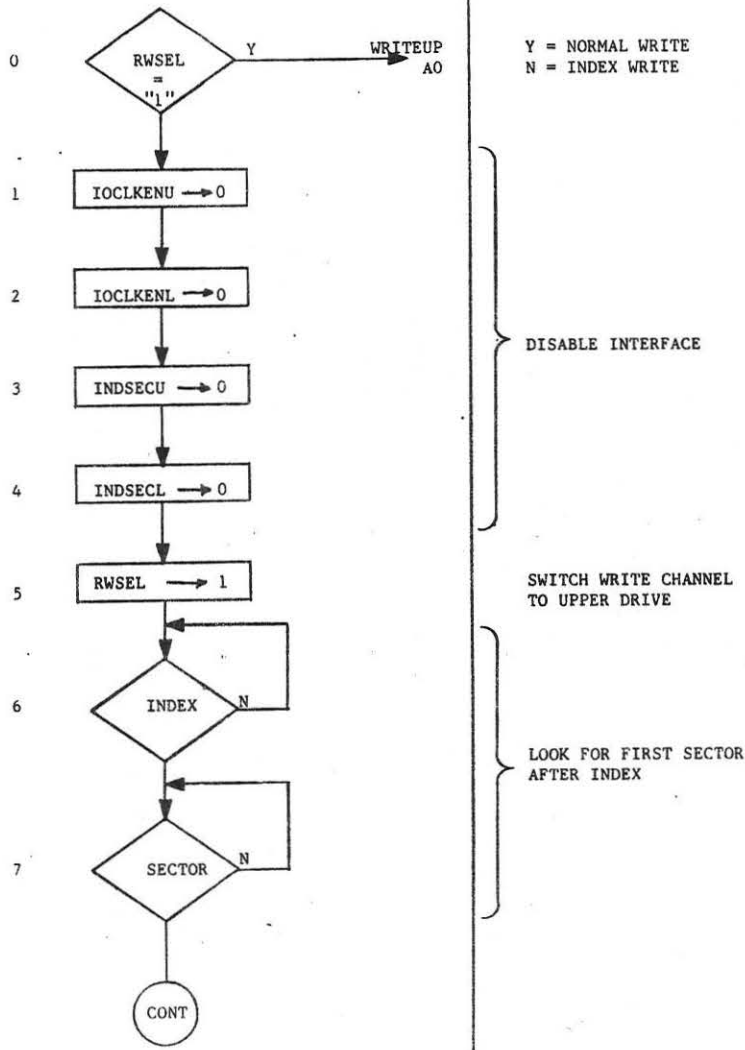 0
RWSEL
=
"1"
Y
WRITEUP
A0
Y = NORMAL WRITE
N = INDEX WRITE
1
IOCLKENU → 0
2
IOCLKENL → 0
DISABLE INTERFACE
3
INDSECU → 0
4
INDSECL → 0
5
RWSEL → 1
SWITCH WRITE CHANNEL
TO UPPER DRIVE
6
INDEX
N
LOOK FOR FIRST SECTOR
AFTER INDEX
7
SECTOR
N
CONT